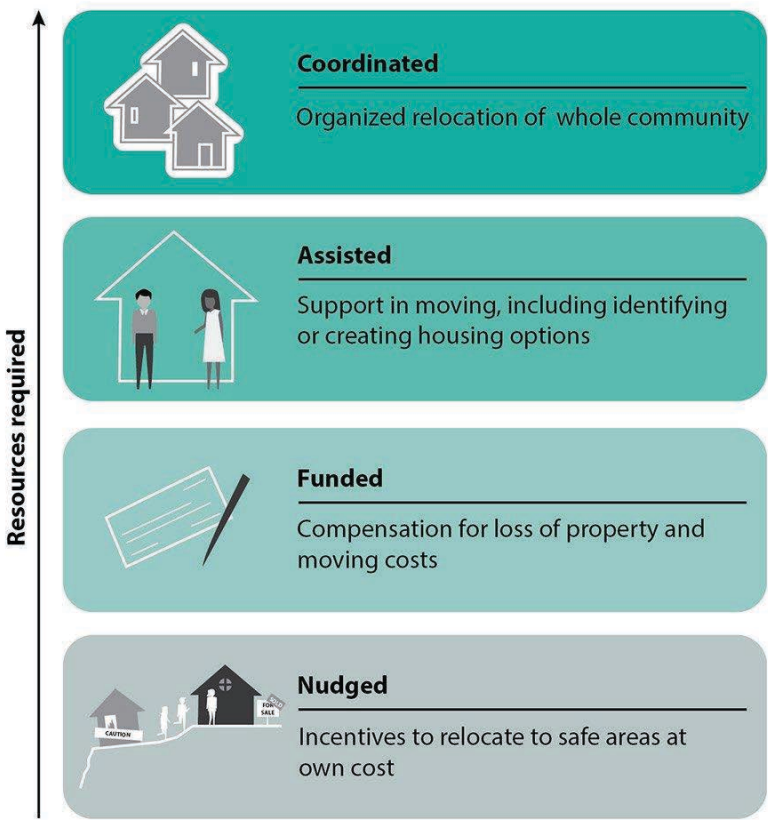 Coordinated
Organized relocation of whole community
Assisted
Support in moving, including identifying
or creating housing options
Resources required
Funded
Compensation for loss of property and
moving costs
Nudged
Incentives to relocate to safe areas at
own cost
CAUTION
FOR
SALE
SOLD